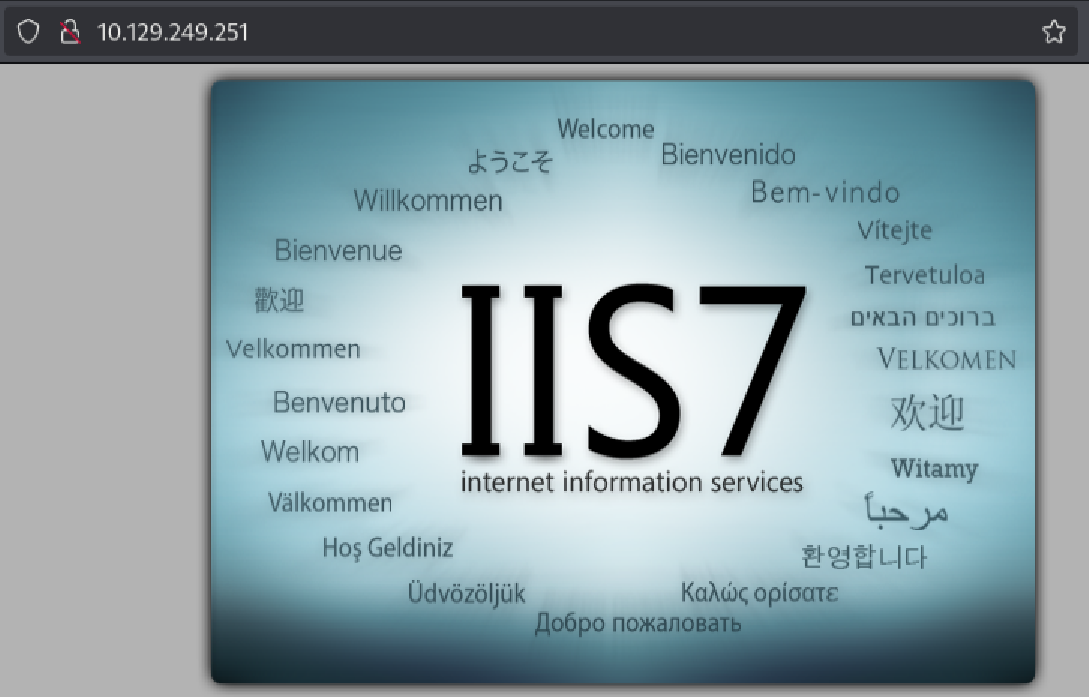 10.129.249.251
Welcome
ようこそ
Bienvenido
Willkommen
Bem-vindo
Vítejte
Bienvenue
Tervetuloa
歡迎
ברוכים הבאים
Velkommen
VELKOMEN
IIS7
internet information services
Benvenuto
欢迎
Welkom
Witamy
Välkommen
مرحباً
Hoş Geldiniz
환영합니다
Üdvözöljük
Καλώς ορίσατε
Добро пожаловать